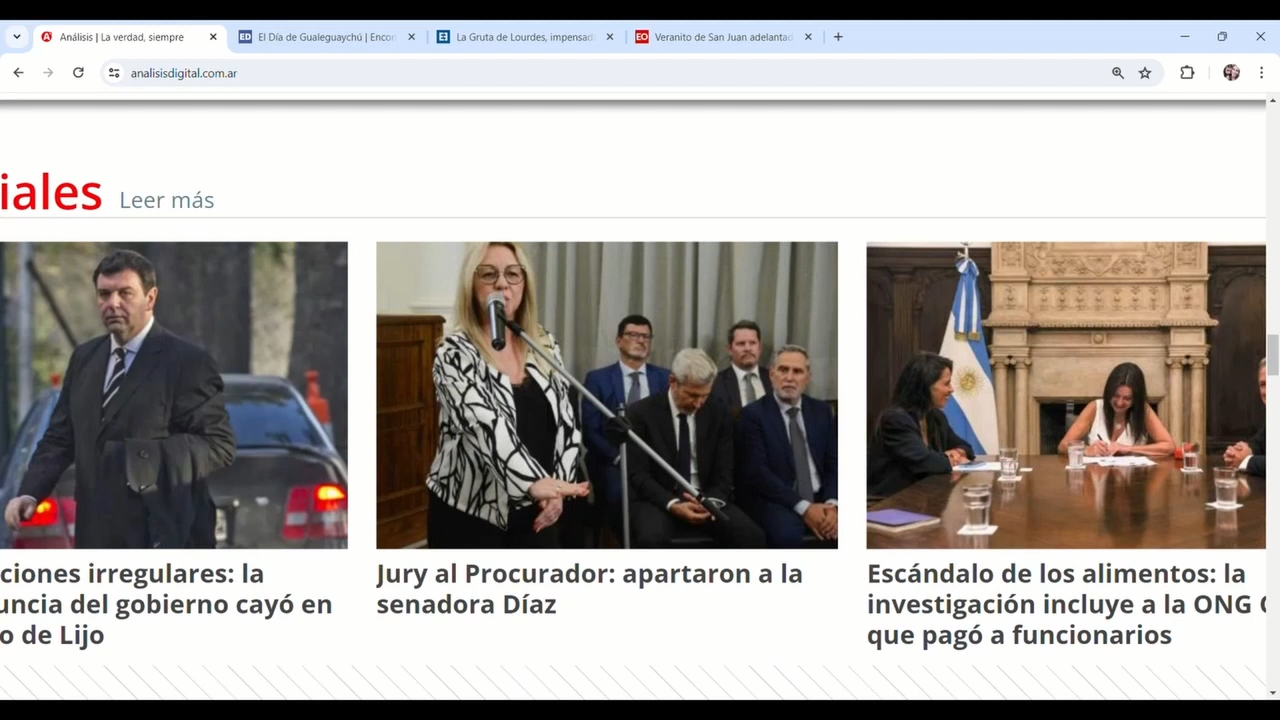 Análisis | La verdad, siempre
El Día de Gualeguaychú | Encon
La Gruta de Lourdes, impensad
Veranito de San Juan adelantad
analisisdigital.com.ar
iales Leer más
ciones irregulares: la
uncia del gobierno cayó en
o de Lijo
Jury al Procurador: apartaron a la
senadora Díaz
Escándalo de los alimentos: la
investigación incluye a la ONG
que pagó a funcionarios